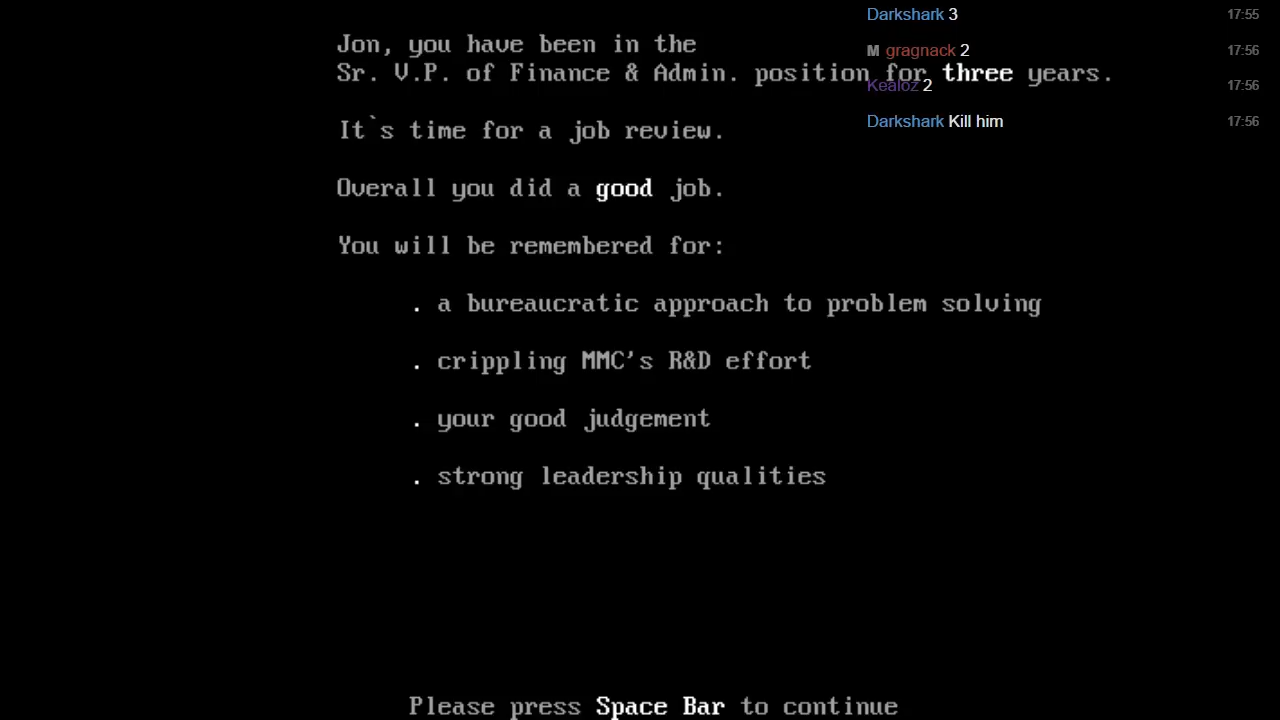 Darkshark 3 17:55
Jon, you have been in the
M gragnack 2 17:56
Sr. V.P. of Finance & Admin. position for three years.
Kealoz 2 17:56
Darkshark Kill him 17:56
It`s time for a job review.
Overall you did a good job.
You will be remembered for:
. a bureaucratic approach to problem solving
. crippling MMC's R&D effort
. your good judgement
. strong leadership qualities
Please press Space Bar to continue